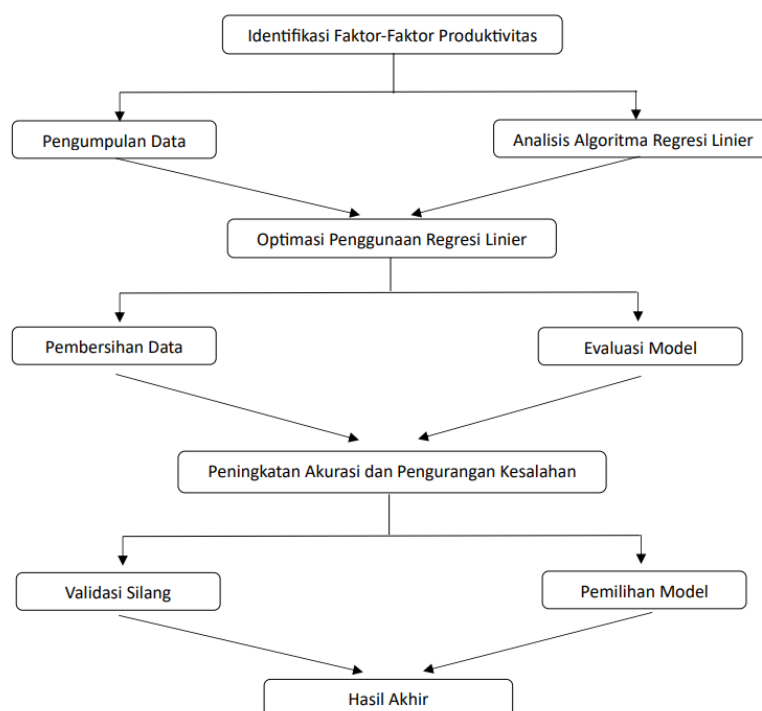 Identifikasi Faktor-Faktor Produktivitas
Pengumpulan Data
Analisis Algoritma Regresi Linier
Optimasi Penggunaan Regresi Linier
Pembersihan Data
Evaluasi Model
Peningkatan Akurasi dan Pengurangan Kesalahan
Validasi Silang
Pemilihan Model
Hasil Akhir